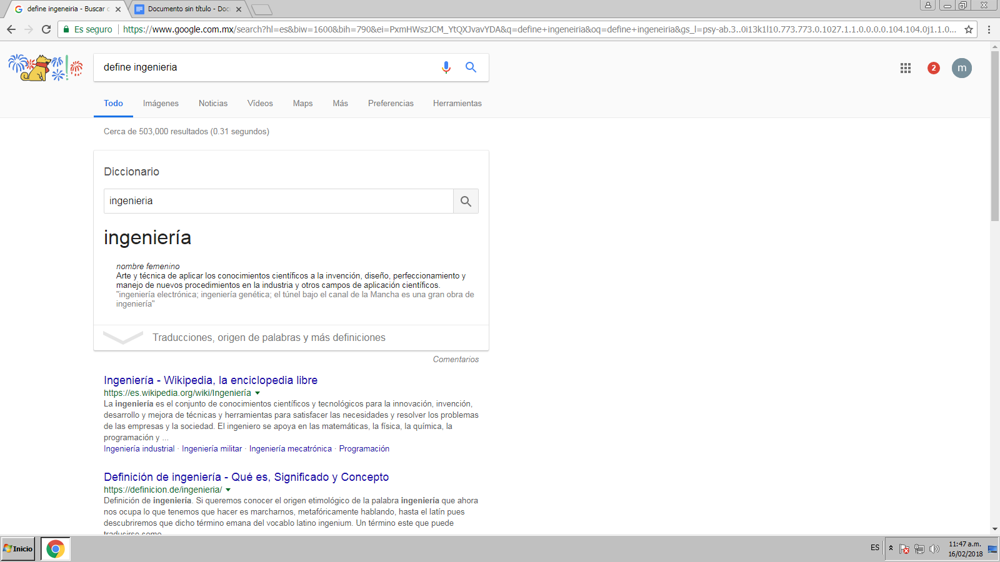 define ingeneiria - Buscar c
Documento sin título - Doc
Es seguro
https://www.google.com.mx/search?hl=es&biw=1600&bih=790&ei=PxmHWszJCM_YtQXJvavYDA&q=define+ingeneiria&oq=define+ingeneiria&gs_l=psy-ab.3..0i13k1l10.773.773.0.1027.1.1.0.0.0.0.104.104.0j1.1.0...
define ingenieria
2
m
Todo Imágenes Noticias Vídeos Maps Más Preferencias Herramientas
Cerca de 503,000 resultados (0.31 segundos)
Diccionario
ingenieria
ingeniería
nombre femenino
Arte y técnica de aplicar los conocimientos científicos a la invención, diseño, perfeccionamiento y
manejo de nuevos procedimientos en la industria y otros campos de aplicación científicos.
"ingeniería electrónica; ingeniería genética; el túnel bajo el canal de la Mancha es una gran obra de
ingeniería"
Traducciones, origen de palabras y más definiciones
Comentarios
Ingeniería - Wikipedia, la enciclopedia libre
https://es.wikipedia.org/wiki/Ingeniería
La ingeniería es el conjunto de conocimientos científicos y tecnológicos para la innovación, invención,
desarrollo y mejora de técnicas y herramientas para satisfacer las necesidades y resolver los problemas
de las empresas y la sociedad. El ingeniero se apoya en las matemáticas, la física, la química, la
programación y ...
Ingeniería industrial · Ingeniería militar · Ingeniería mecatrónica · Programación
Definición de ingeniería - Qué es, Significado y Concepto
https://definicion.de/ingenieria/
Definición de ingeniería. Si queremos conocer el origen etimológico de la palabra ingeniería que ahora
nos ocupa lo que tenemos que hacer es marcharnos, metafóricamente hablando, hasta el latín pues
descubriremos que dicho término emana del vocablo latino ingenium. Un término este que puede
traducirse como
Inicio
ES
11:47 a.m.
16/02/2018